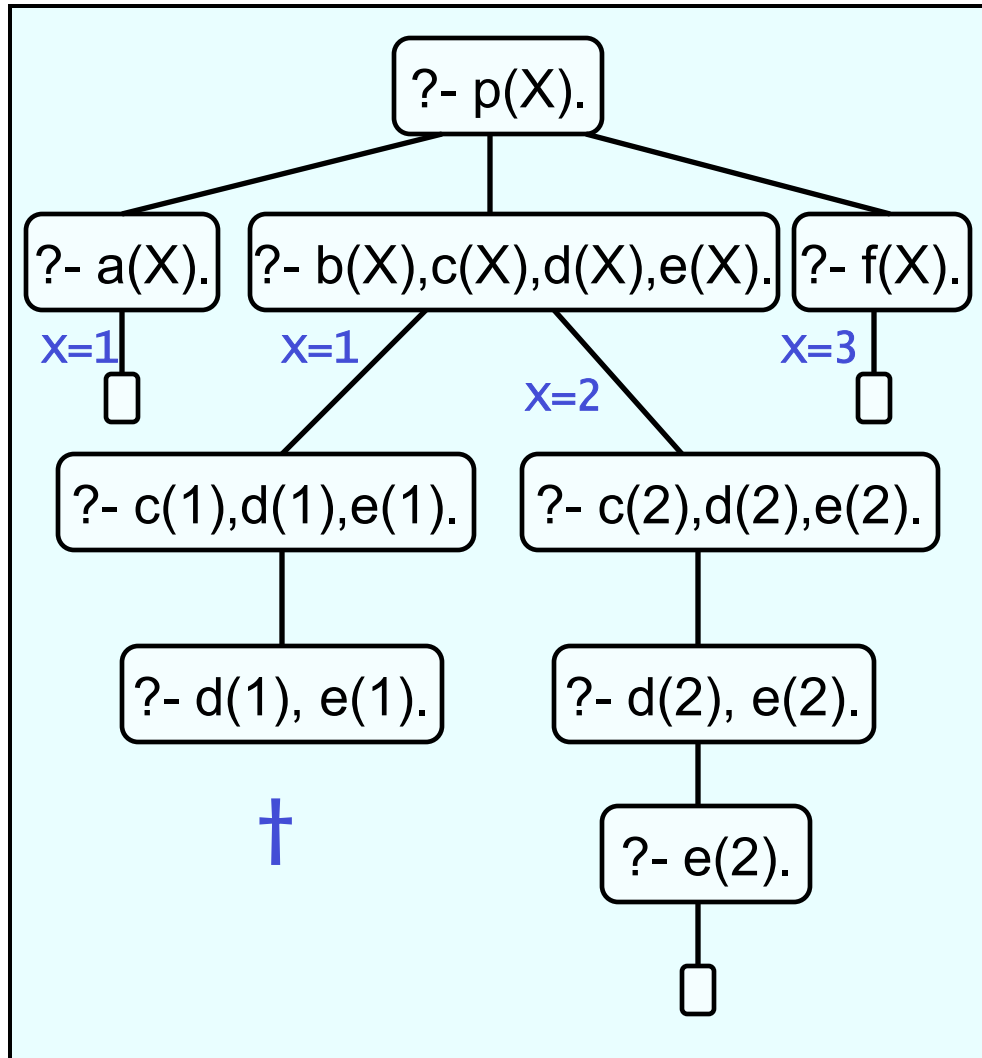 ?- p(X).
?- a(X). ?- b(X),c(X),d(X),e(X). ?- f(X).
X=1 X=1 X=3
X=2
?- c(1),d(1),e(1). ?- c(2),d(2),e(2).
?- d(1), e(1). ?- d(2), e(2).
†
?- e(2).